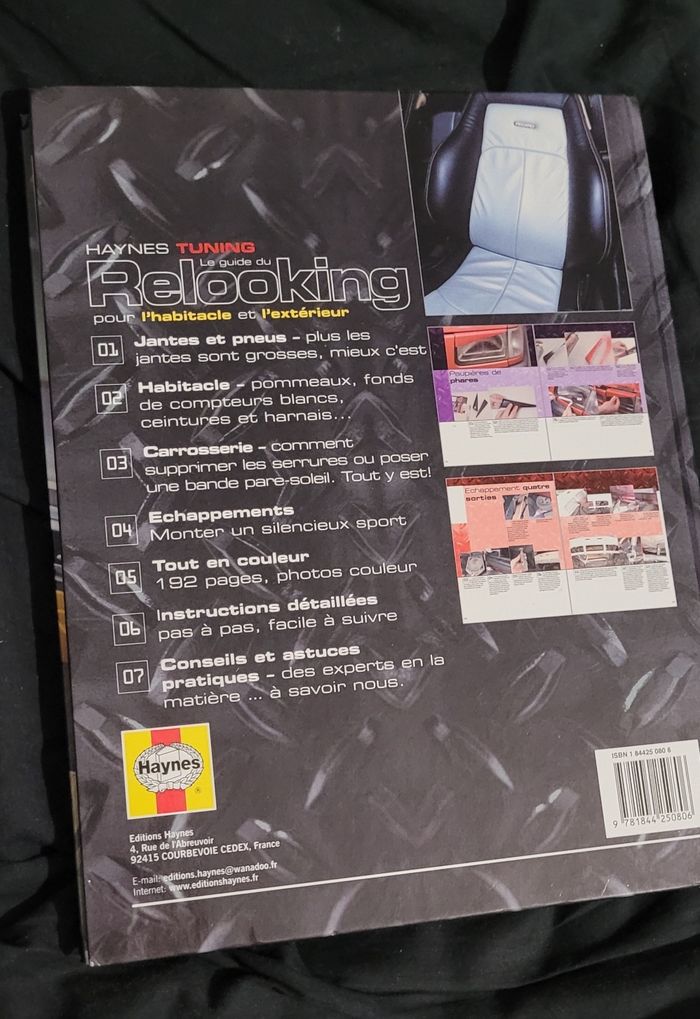 HAYNES TUNING
Le guide du
Relooking
pour l'habitacle et l'extérieur
01 Jantes et pneus – plus les
jantes sont grosses, mieux c'est
02 Habitacle – pommeaux, fonds
de compteurs blancs,
ceintures et harnais...
03 Carrosserie – comment
supprimer les serrures ou poser
une bande pare-soleil. Tout y est!
04 Echappements
Monter un silencieux sport
05 Tout en couleur
192 pages, photos couleur
06 Instructions détaillées
pas à pas, facile à suivre
07 Conseils et astuces
pratiques – des experts en la
matière ... à savoir nous.
Paupières de
phares
Echappement quatre
sorties
Haynes
®
Editions Haynes
4, Rue de l'Abreuvoir
92415 COURBEVOIE CEDEX, France
E-mail: editions.haynes@wanadoo.fr
Internet: www.editionshaynes.fr
ISBN 1 84425 080 6
9 781844 250806